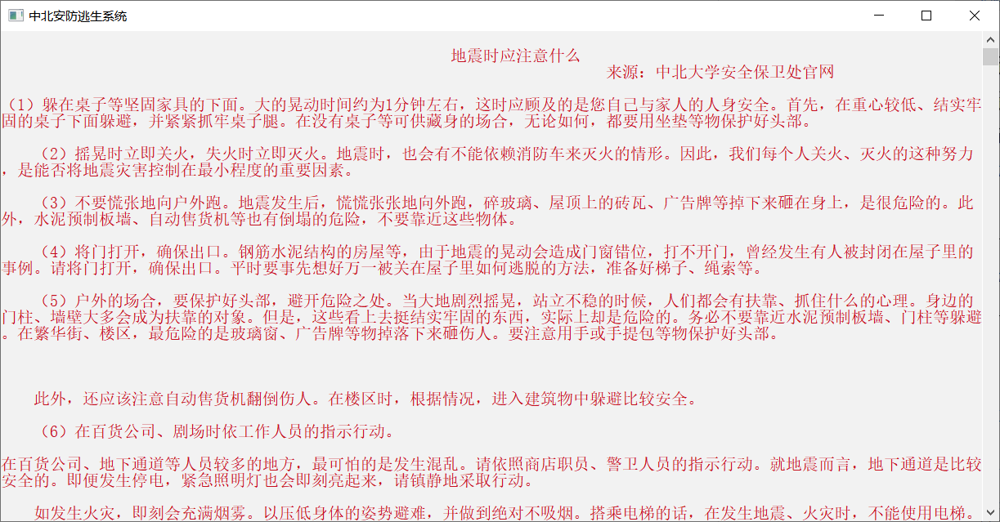 中北安防逃生系统
地震时应注意什么
来源：中北大学安全保卫处官网
（1）躲在桌子等坚固家具的下面。大的晃动时间约为1分钟左右，这时应顾及的是您自己与家人的人身安全。首先，在重心较低、结实牢
固的桌子下面躲避，并紧紧抓牢桌子腿。在没有桌子等可供藏身的场合，无论如何，都要用坐垫等物保护好头部。
（2）摇晃时立即关火，失火时立即灭火。地震时，也会有不能依赖消防车来灭火的情形。因此，我们每个人关火、灭火的这种努力
，是能否将地震灾害控制在最小程度的重要因素。
（3）不要慌张地向户外跑。地震发生后，慌慌张张地向外跑，碎玻璃、屋顶上的砖瓦、广告牌等掉下来砸在身上，是很危险的。此
外，水泥预制板墙、自动售货机等也有倒塌的危险，不要靠近这些物体。
（4）将门打开，确保出口。钢筋水泥结构的房屋等，由于地震的晃动会造成门窗错位，打不开门，曾经发生有人被封闭在屋子里的
事例。请将门打开，确保出口。平时要事先想好万一被关在屋子里如何逃脱的方法，准备好梯子、绳索等。
（5）户外的场合，要保护好头部，避开危险之处。当大地剧烈摇晃，站立不稳的时候，人们都会有扶靠、抓住什么的心理。身边的
门柱、墙壁大多会成为扶靠的对象。但是，这些看上去挺结实牢固的东西，实际上却是危险的。务必不要靠近水泥预制板墙、门柱等躲避
。在繁华街、楼区，最危险的是玻璃窗、广告牌等物掉落下来砸伤人。要注意用手或手提包等物保护好头部。
此外，还应该注意自动售货机翻倒伤人。在楼区时，根据情况，进入建筑物中躲避比较安全。
（6）在百货公司、剧场时依工作人员的指示行动。
在百货公司、地下通道等人员较多的地方，最可怕的是发生混乱。请依照商店职员、警卫人员的指示行动。就地震而言，地下通道是比较
安全的。即便发生停电，紧急照明灯也会即刻亮起来，请镇静地采取行动。
如发生火灾，即刻会充满烟雾。以压低身体的姿势避难，并做到绝对不吸烟。搭乘电梯的话，在发生地震、火灾时，不能使用电梯。